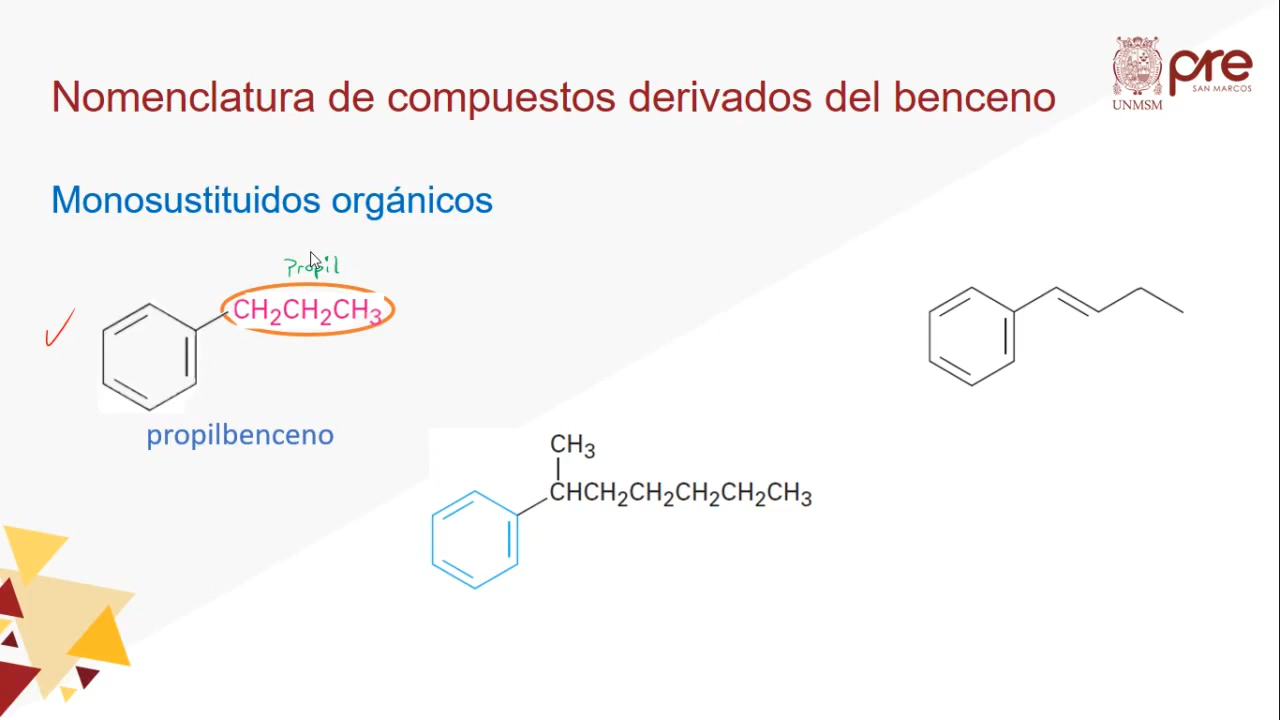 Nomenclatura de compuestos derivados del benceno
UNMSM
pre
SAN MARCOS
Monosustituidos orgánicos
Propil
CH₂CH₂CH₃
propilbenceno
CH₃
CHCH₂CH₂CH₂CH₂CH₃